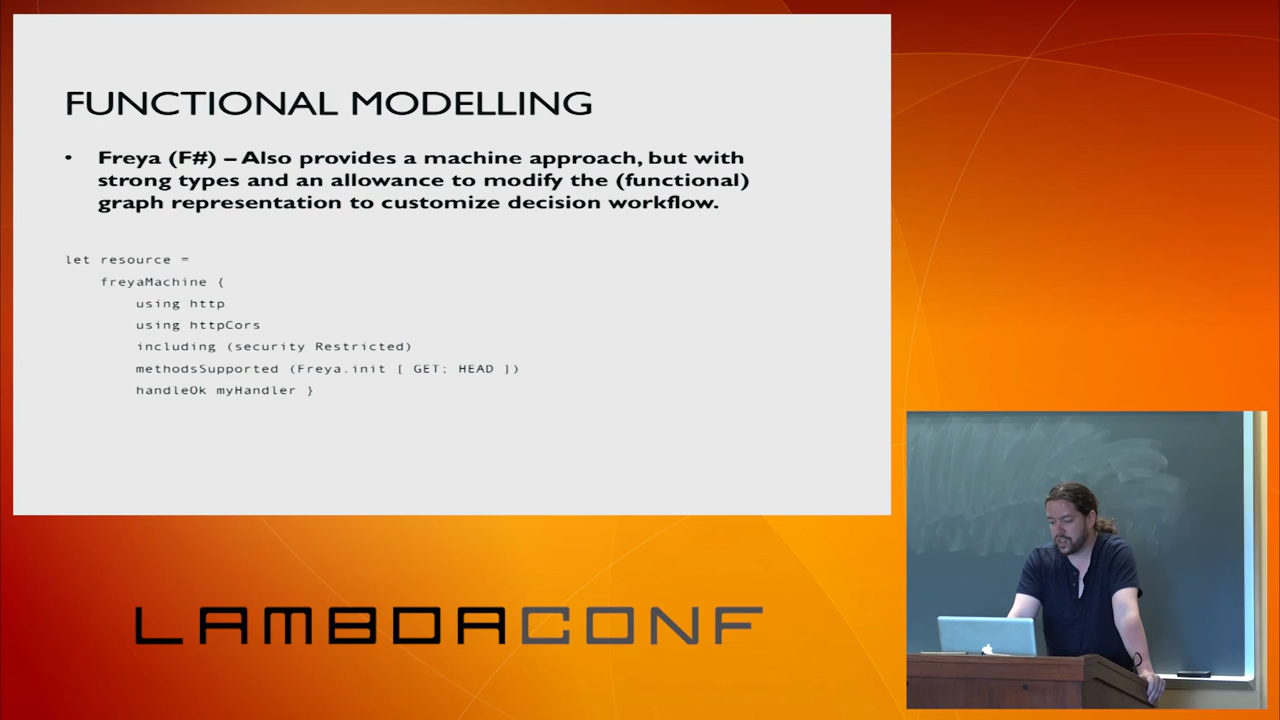 FUNCTIONAL MODELLING
• Freya (F#) – Also provides a machine approach, but with
strong types and an allowance to modify the (functional)
graph representation to customize decision workflow.
let resource =
freyaMachine {
using http
using httpCors
including (security Restricted)
methodsSupported (Freya.init [ GET; HEAD ])
handleOk myHandler }
LAMBDACONF